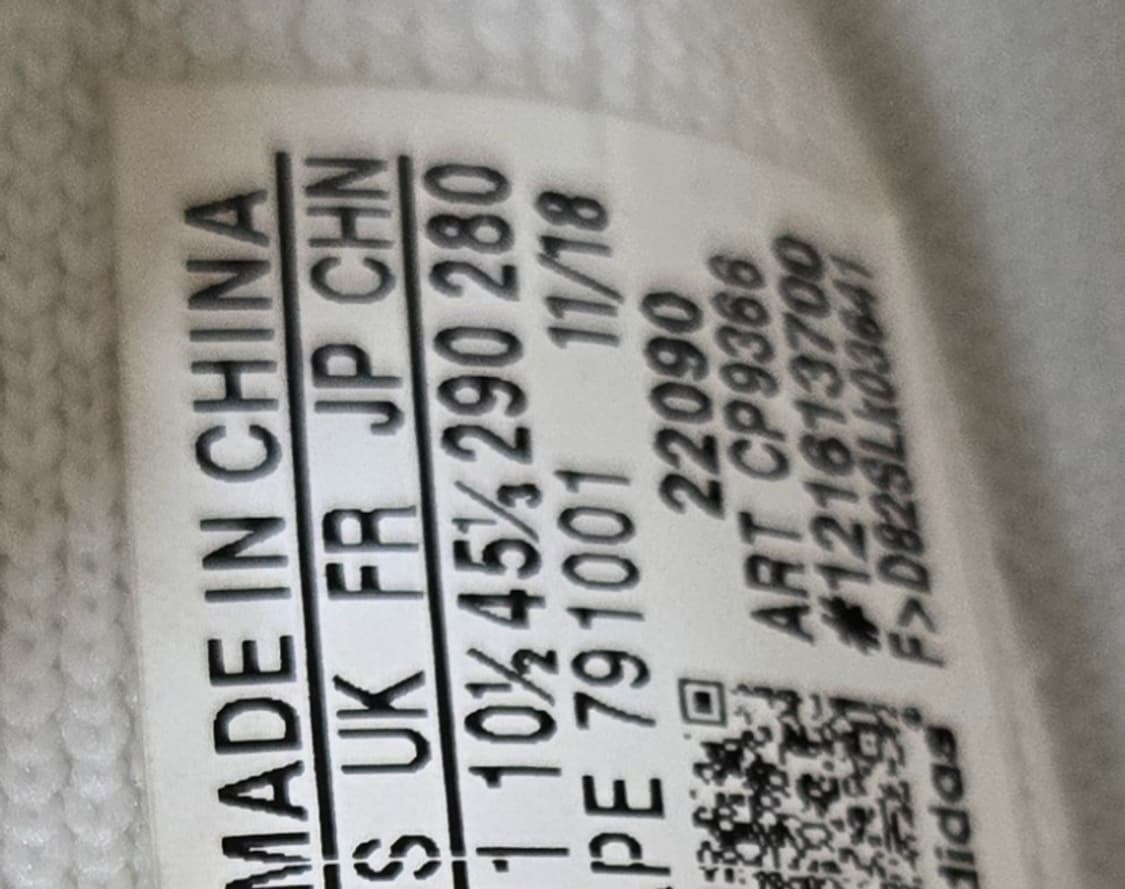 MADE IN CHINA
S UK FR JP CHN
1 10½ 45⅓ 290 280
PE 791001 11/18
22090
ART CP9366
#121613700